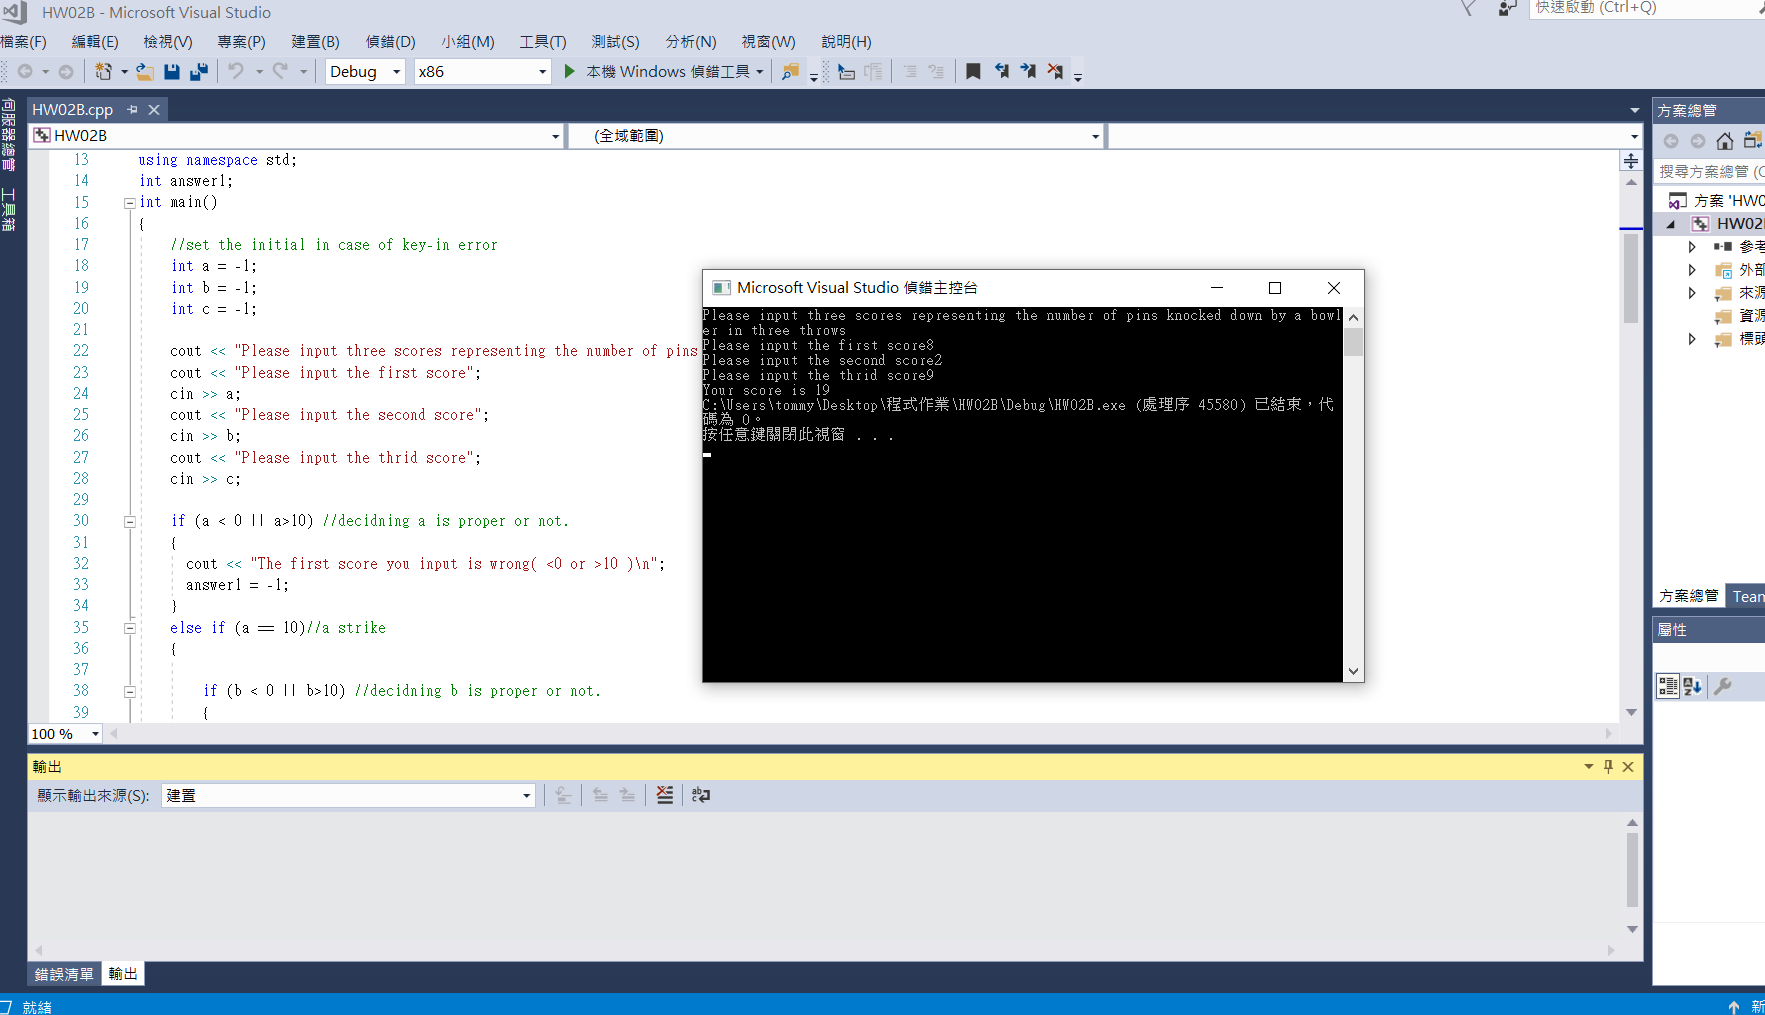 HW02B - Microsoft Visual Studio
快速啟動 (Ctrl+Q)
檔案(F) 編輯(E) 檢視(V) 專案(P) 建置(B) 偵錯(D) 小組(M) 工具(T) 測試(S) 分析(N) 視窗(W) 說明(H)
Debug x86 本機 Windows 偵錯工具
伺服器總管
工具箱
HW02B.cpp
HW02B (全域範圍)
13 using namespace std;
14 int answer1;
15 int main()
16 {
17 //set the initial in case of key-in error
18 int a = -1;
19 int b = -1;
20 int c = -1;
21
22 cout << "Please input three scores representing the number of pins
23 cout << "Please input the first score";
24 cin >> a;
25 cout << "Please input the second score";
26 cin >> b;
27 cout << "Please input the thrid score";
28 cin >> c;
29
30 if (a < 0 || a>10) //decidning a is proper or not.
31 {
32 cout << "The first score you input is wrong( <0 or >10 )\n";
33 answer1 = -1;
34 }
35 else if (a == 10)//a strike
36 {
37
38 if (b < 0 || b>10) //decidning b is proper or not.
39 {
100 %
Microsoft Visual Studio 偵錯主控台
Please input three scores representing the number of pins knocked down by a bowl
er in three throws
Please input the first score8
Please input the second score2
Please input the thrid score9
Your score is 19
C:\Users\tommy\Desktop\程式作業\HW02B\Debug\HW02B.exe (處理序 45580) 已結束，代
碼為 0。
按任意鍵關閉此視窗 . . .
方案總管
搜尋方案總管 (C
方案 'HW0
HW02
參考
外部
來源
資源
標頭
方案總管 Tean
屬性
輸出
顯示輸出來源(S): 建置
錯誤清單 輸出
就緒
新